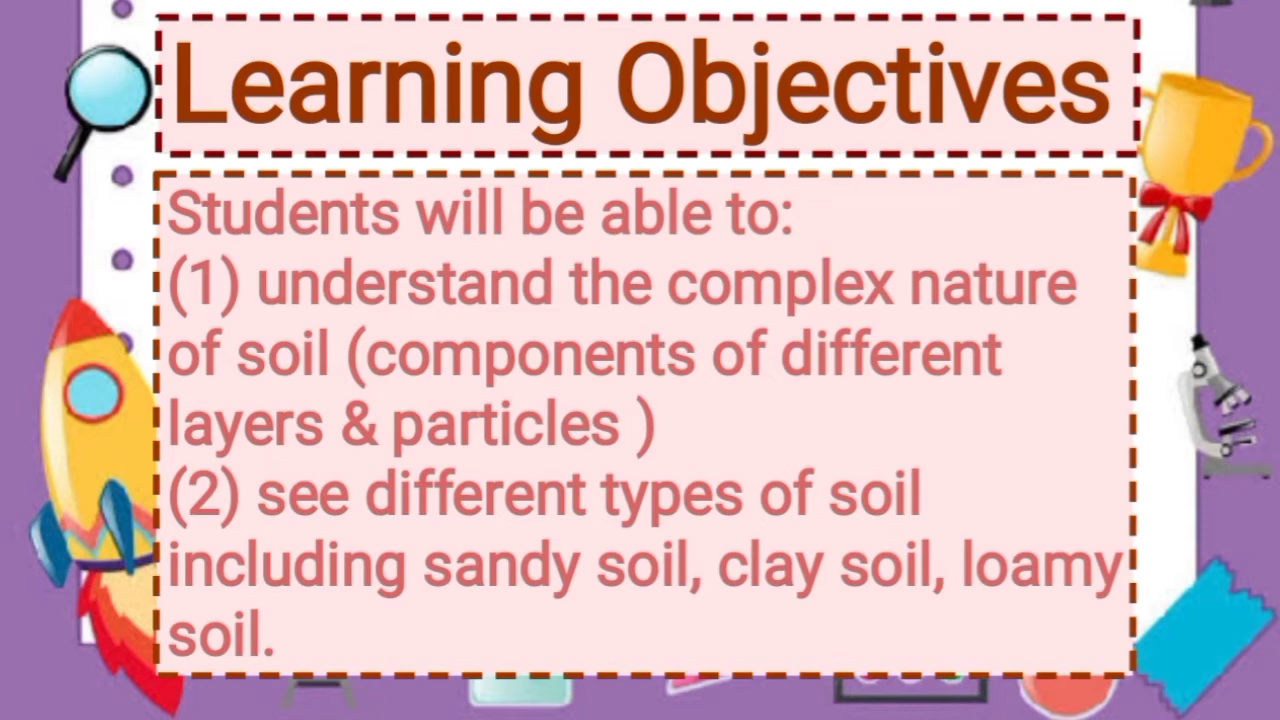 Learning Objectives
Students will be able to:
(1) understand the complex nature
of soil (components of different
layers & particles )
(2) see different types of soil
including sandy soil, clay soil, loamy
soil.